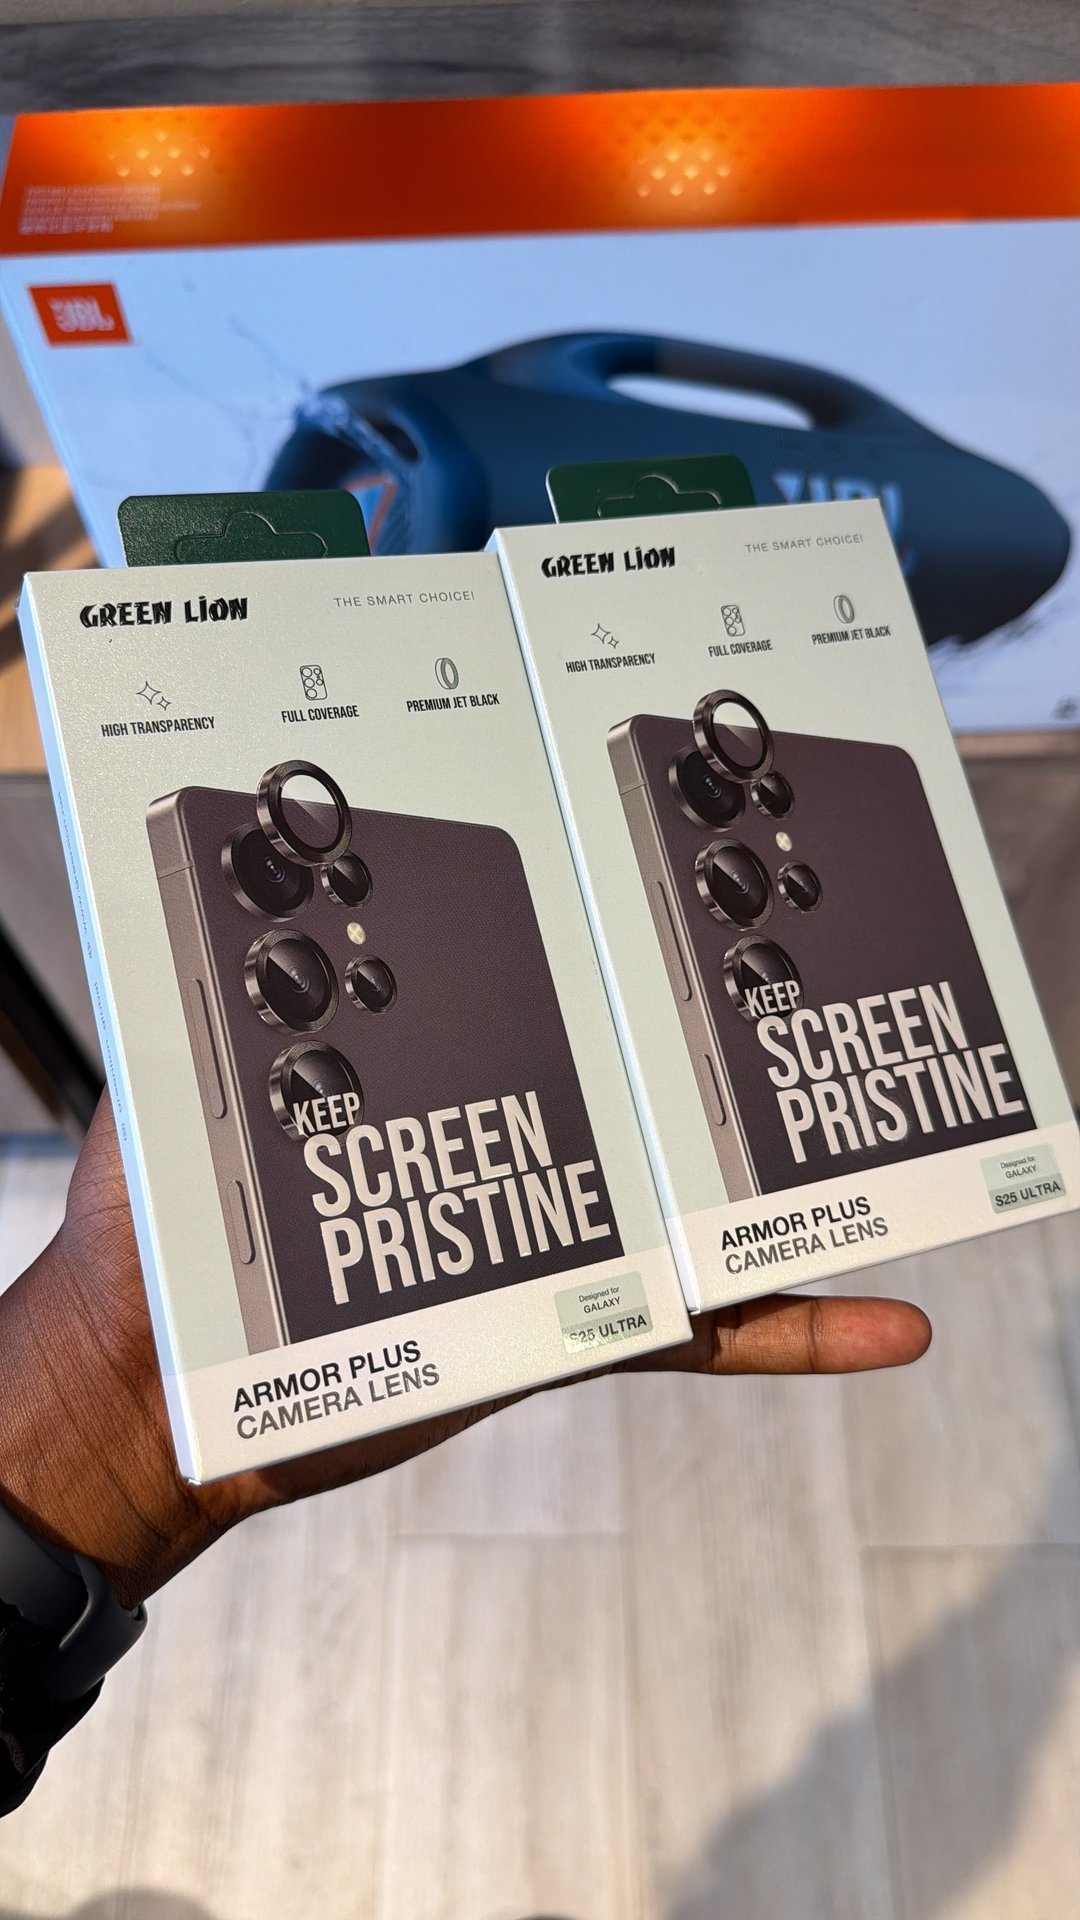 JBL
GREEN LION
THE SMART CHOICE!
HIGH TRANSPARENCY
FULL COVERAGE
PREMIUM JET BLACK
KEEP
SCREEN
PRISTINE
ARMOR PLUS
CAMERA LENS
Designed for
GALAXY
S25 ULTRA
GREEN LION
THE SMART CHOICE!
HIGH TRANSPARENCY
FULL COVERAGE
PREMIUM JET BLACK
KEEP
SCREEN
PRISTINE
ARMOR PLUS
CAMERA LENS
Designed for
GALAXY
S25 ULTRA